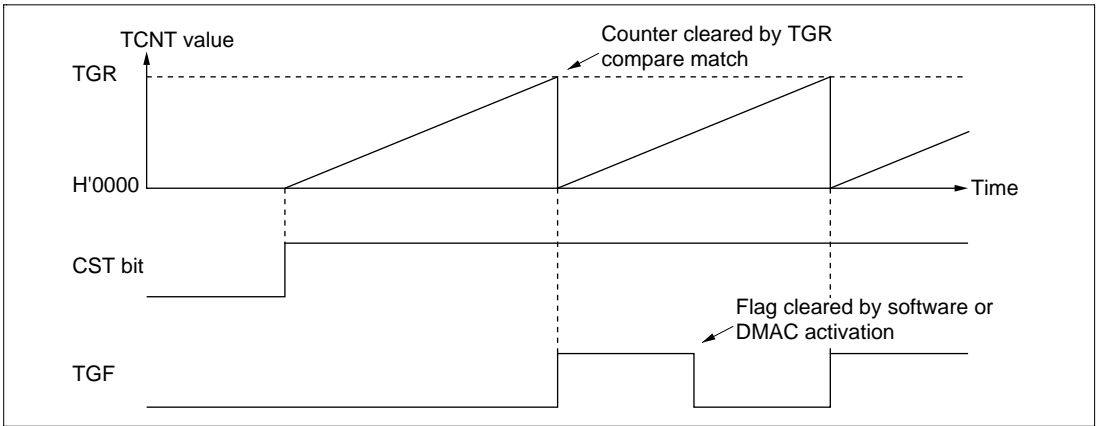 TCNT value
Counter cleared by TGR
compare match
TGR
H'0000
Time
CST bit
Flag cleared by software or
DMAC activation
TGF